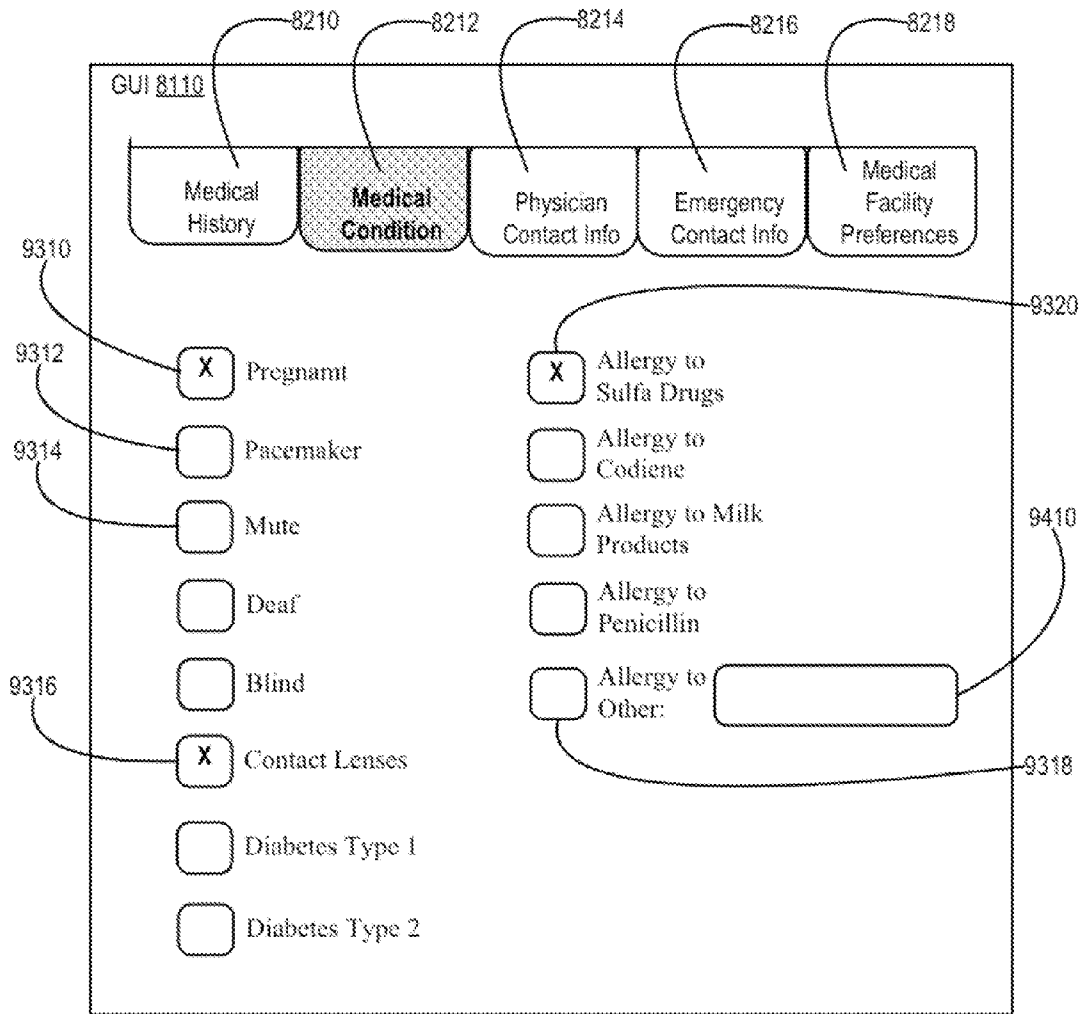 8210
8212
8214
8216
8218
GUI 8110
Medical
History
Medical
Condition
Physician
Contact Info
Emergency
Contact Info
Medical
Facility
Preferences
9310
9320
9312
X Pregnamt
X Allergy to
Sulfa Drugs
9314
Pacemaker
Allergy to
Codiene
Mute
Allergy to Milk
Products
9410
Deaf
Allergy to
Penicillin
9316
Blind
Allergy to
Other:
X Contact Lenses
9318
Diabetes Type 1
Diabetes Type 2